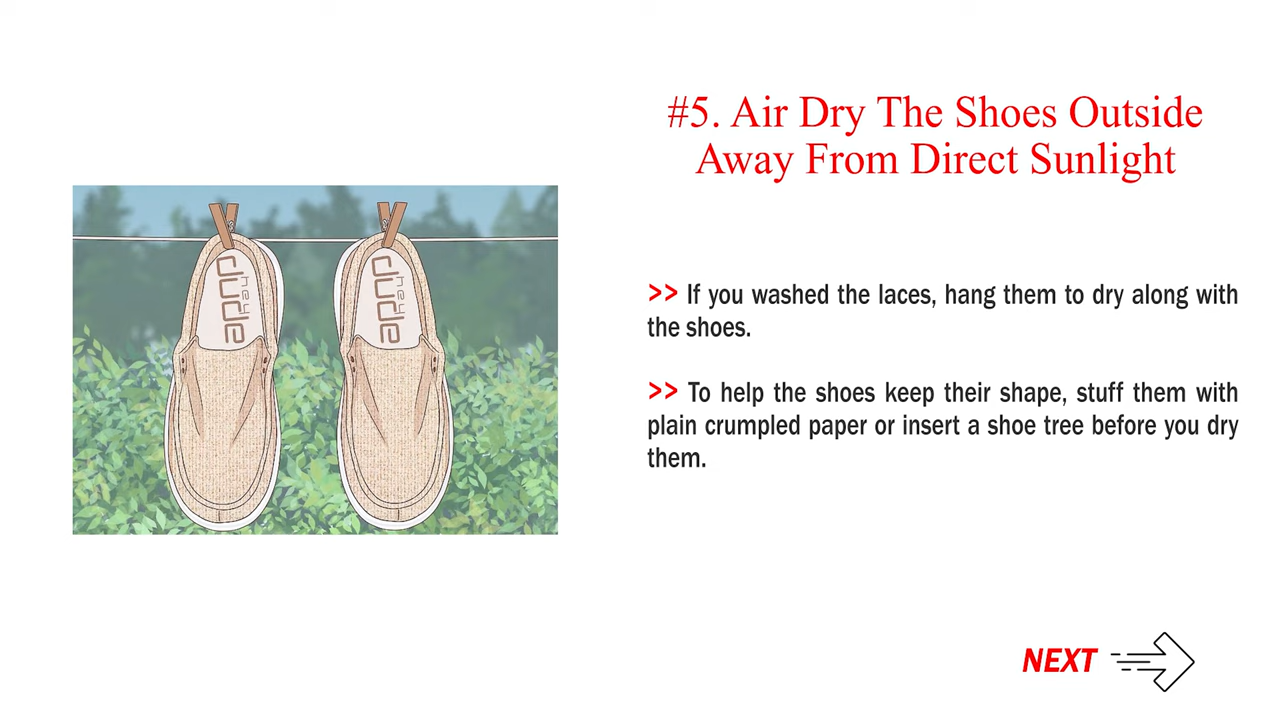 #5. Air Dry The Shoes Outside
Away From Direct Sunlight
hey
dude
hey
dude
>> If you washed the laces, hang them to dry along with
the shoes.
>> To help the shoes keep their shape, stuff them with
plain crumpled paper or insert a shoe tree before you dry
them.
NEXT